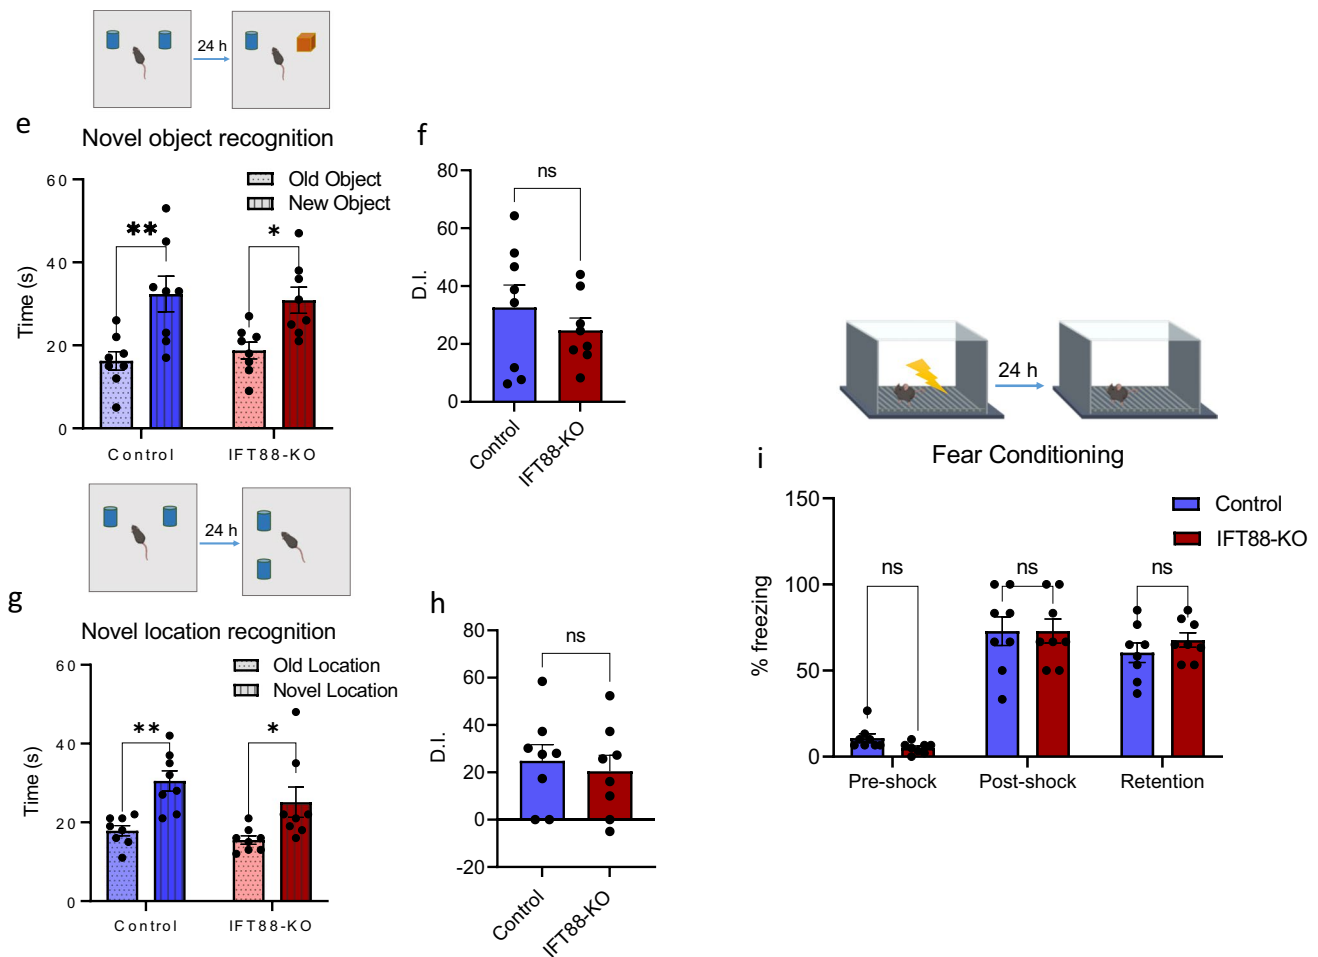 24 h
e
Novel object recognition
Old Object
New Object
Time (s)
60
40
20
0
**
*
Control
IFT88-KO
f
D.I.
80
60
40
20
0
ns
Control
IFT88-KO
24 h
g
Novel location recognition
Old Location
Novel Location
Time (s)
60
40
20
0
**
*
Control
IFT88-KO
h
D.I.
80
60
40
20
0
-20
ns
Control
IFT88-KO
24 h
i
Fear Conditioning
Control
IFT88-KO
% freezing
150
100
50
0
ns
ns
ns
Pre-shock
Post-shock
Retention